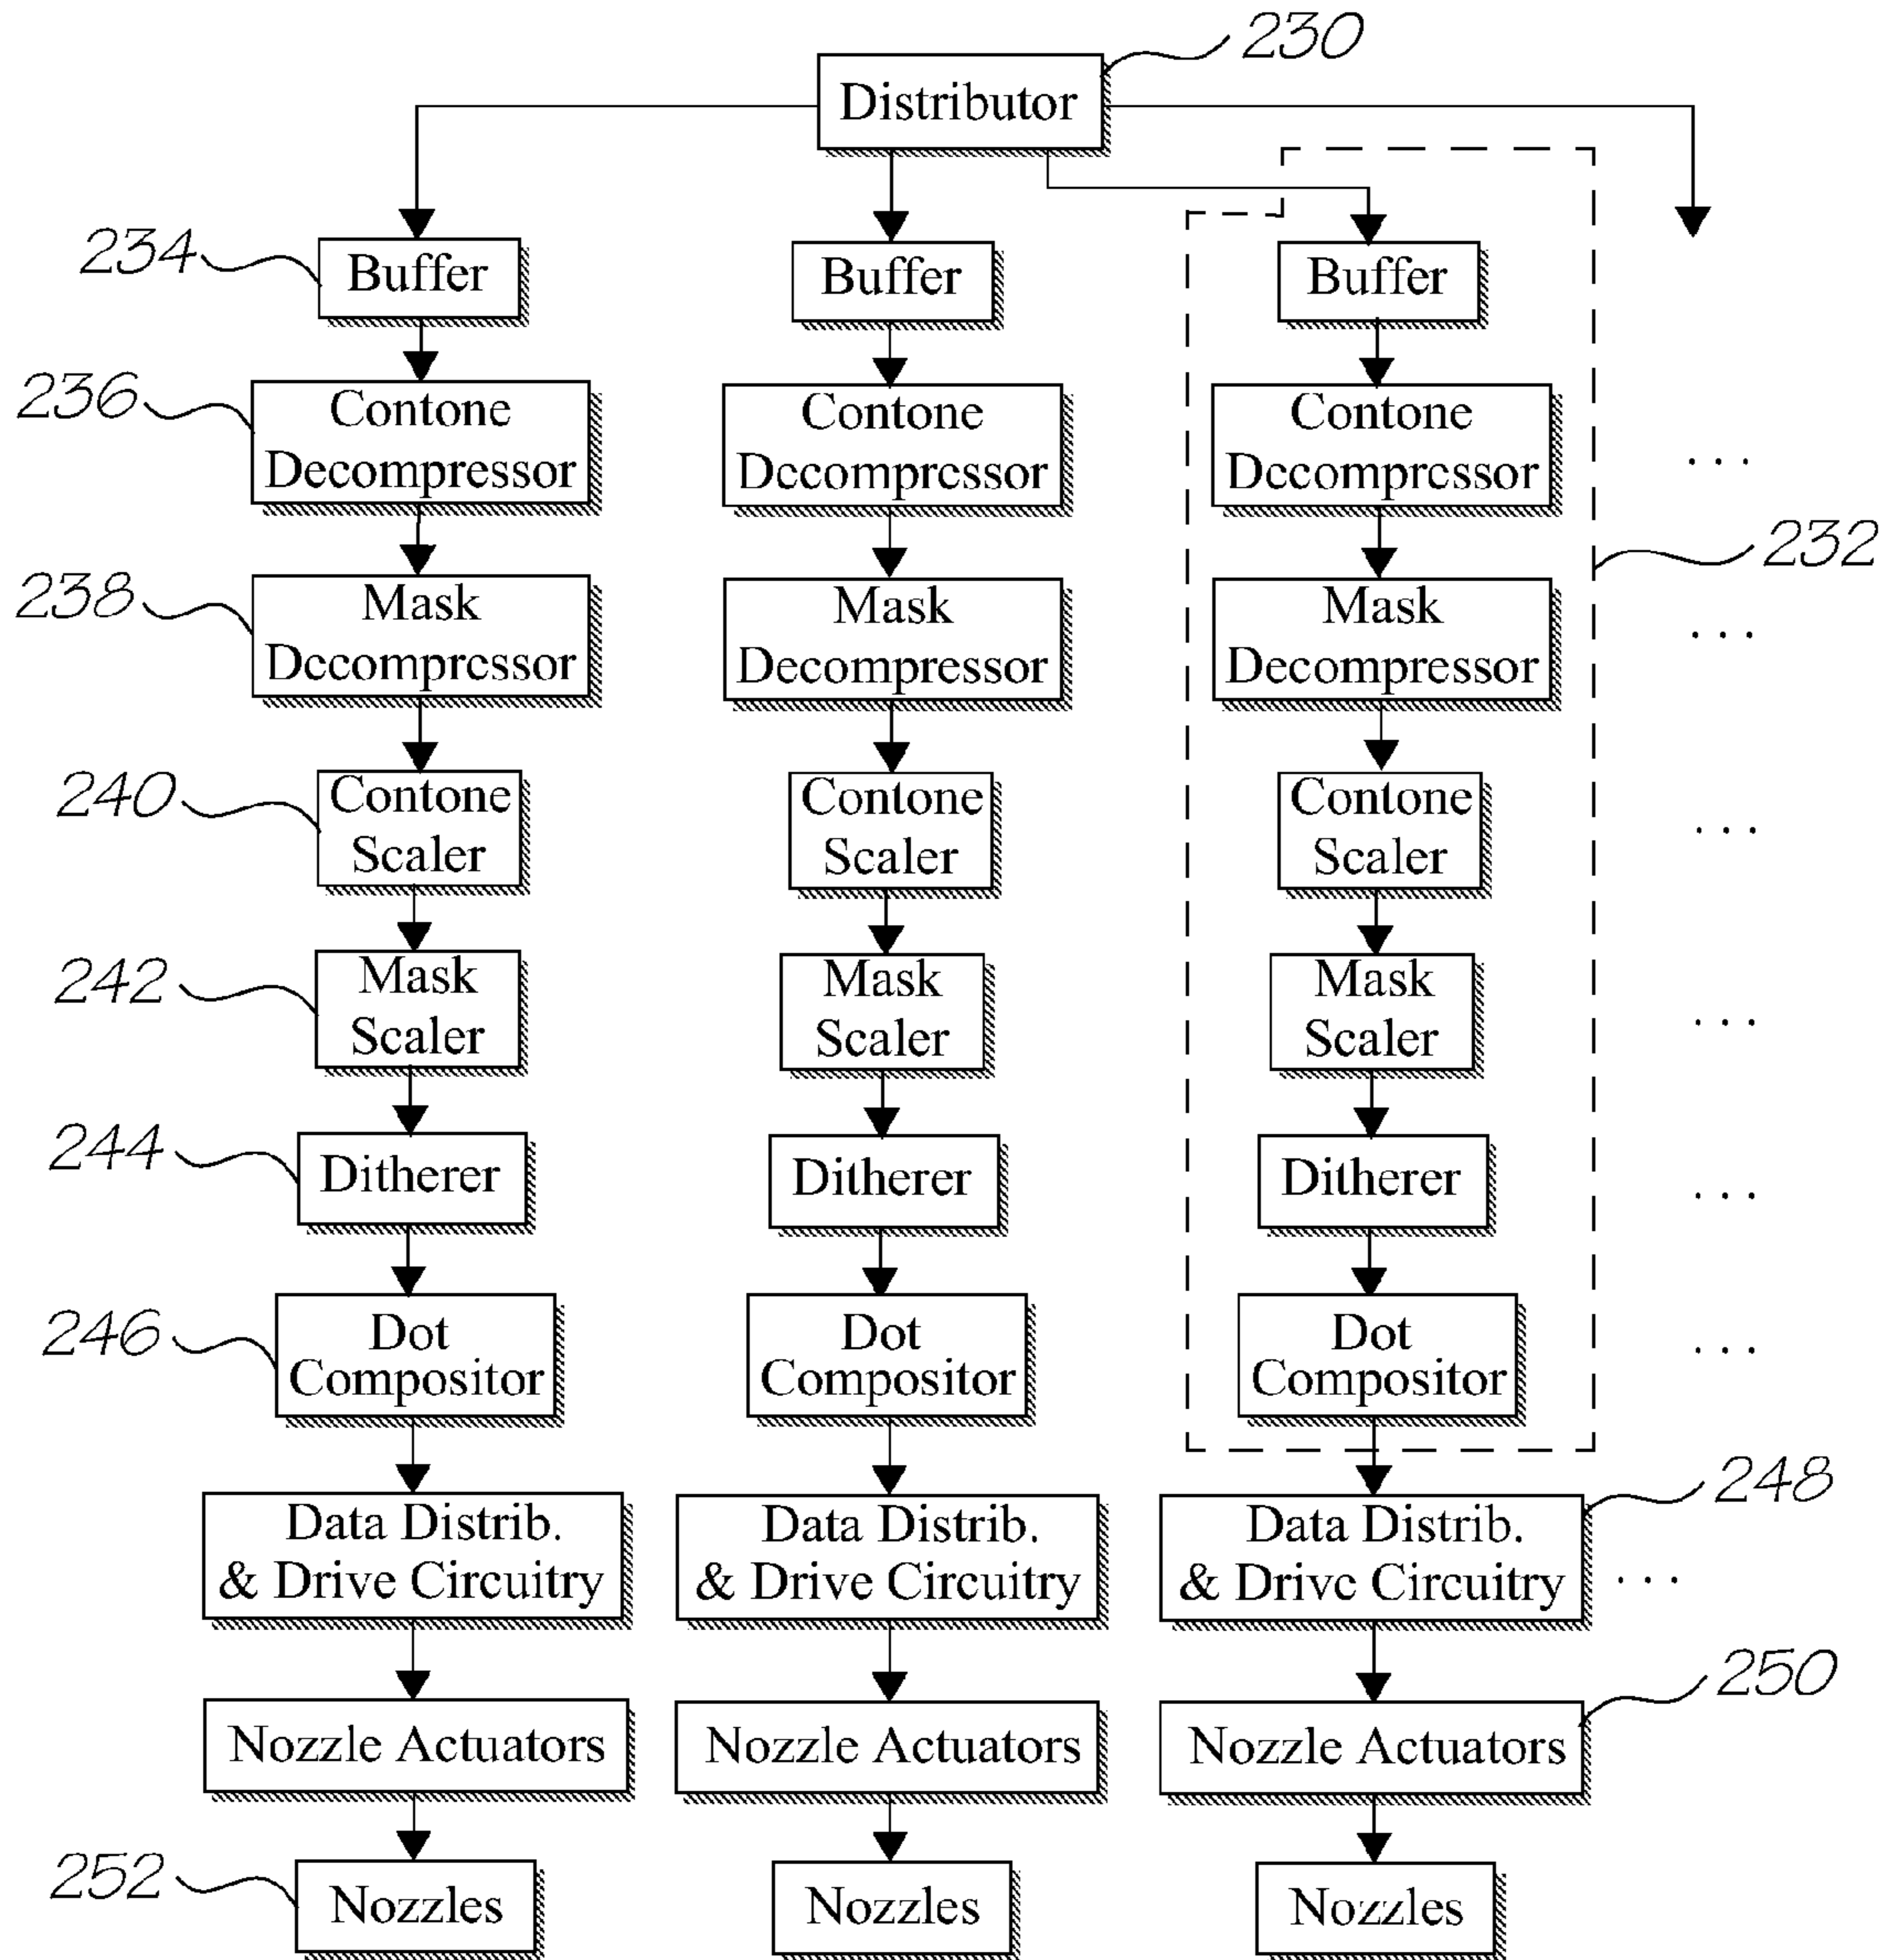 230
Distributor
234
Buffer
Buffer
Buffer
236
Contone
Decompressor
Contone
Decompressor
Contone
Decompressor
. . .
232
238
Mask
Decompressor
Mask
Decompressor
Mask
Decompressor
. . .
240
Contone
Scaler
Contone
Scaler
Contone
Scaler
. . .
242
Mask
Scaler
Mask
Scaler
Mask
Scaler
. . .
244
Ditherer
Ditherer
Ditherer
. . .
246
Dot
Compositor
Dot
Compositor
Dot
Compositor
. . .
248
Data Distrib.
& Drive Circuitry
Data Distrib.
& Drive Circuitry
Data Distrib.
& Drive Circuitry
. . .
250
Nozzle Actuators
Nozzle Actuators
Nozzle Actuators
252
Nozzles
Nozzles
Nozzles